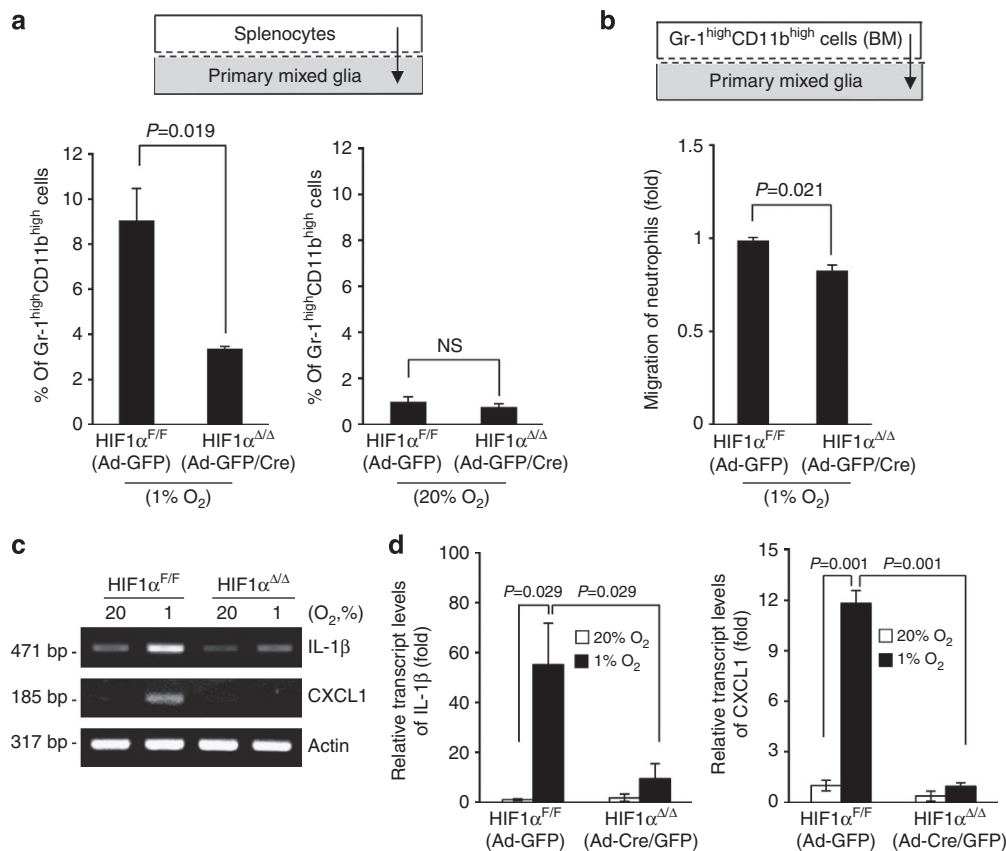 a
Splenocytes
Primary mixed glia
P=0.019
% Of Gr-1highCD11bhigh cells
12
10
8
6
4
2
0
HIF1αF/F
(Ad-GFP)
HIF1αΔ/Δ
(Ad-GFP/Cre)
(1% O2)
% Of Gr-1highCD11bhigh cells
12
10
8
6
4
2
0
NS
HIF1αF/F
(Ad-GFP)
HIF1αΔ/Δ
(Ad-GFP/Cre)
(20% O2)
b
Gr-1highCD11bhigh cells (BM)
Primary mixed glia
Migration of neutrophils (fold)
1.5
1
0.5
0
P=0.021
HIF1αF/F
(Ad-GFP)
HIF1αΔ/Δ
(Ad-GFP/Cre)
(1% O2)
c
HIF1αF/F HIF1αΔ/Δ
20 1 20 1 (O2,%)
471 bp - IL-1β
185 bp - CXCL1
317 bp - Actin
d
Relative transcript levels
of IL-1β (fold)
100
80
60
40
20
0
P=0.029 P=0.029
20% O2
1% O2
HIF1αF/F
(Ad-GFP)
HIF1αΔ/Δ
(Ad-Cre/GFP)
Relative transcript levels
of CXCL1 (fold)
15
12
9
6
3
0
P=0.001 P=0.001
20% O2
1% O2
HIF1αF/F
(Ad-GFP)
HIF1αΔ/Δ
(Ad-Cre/GFP)